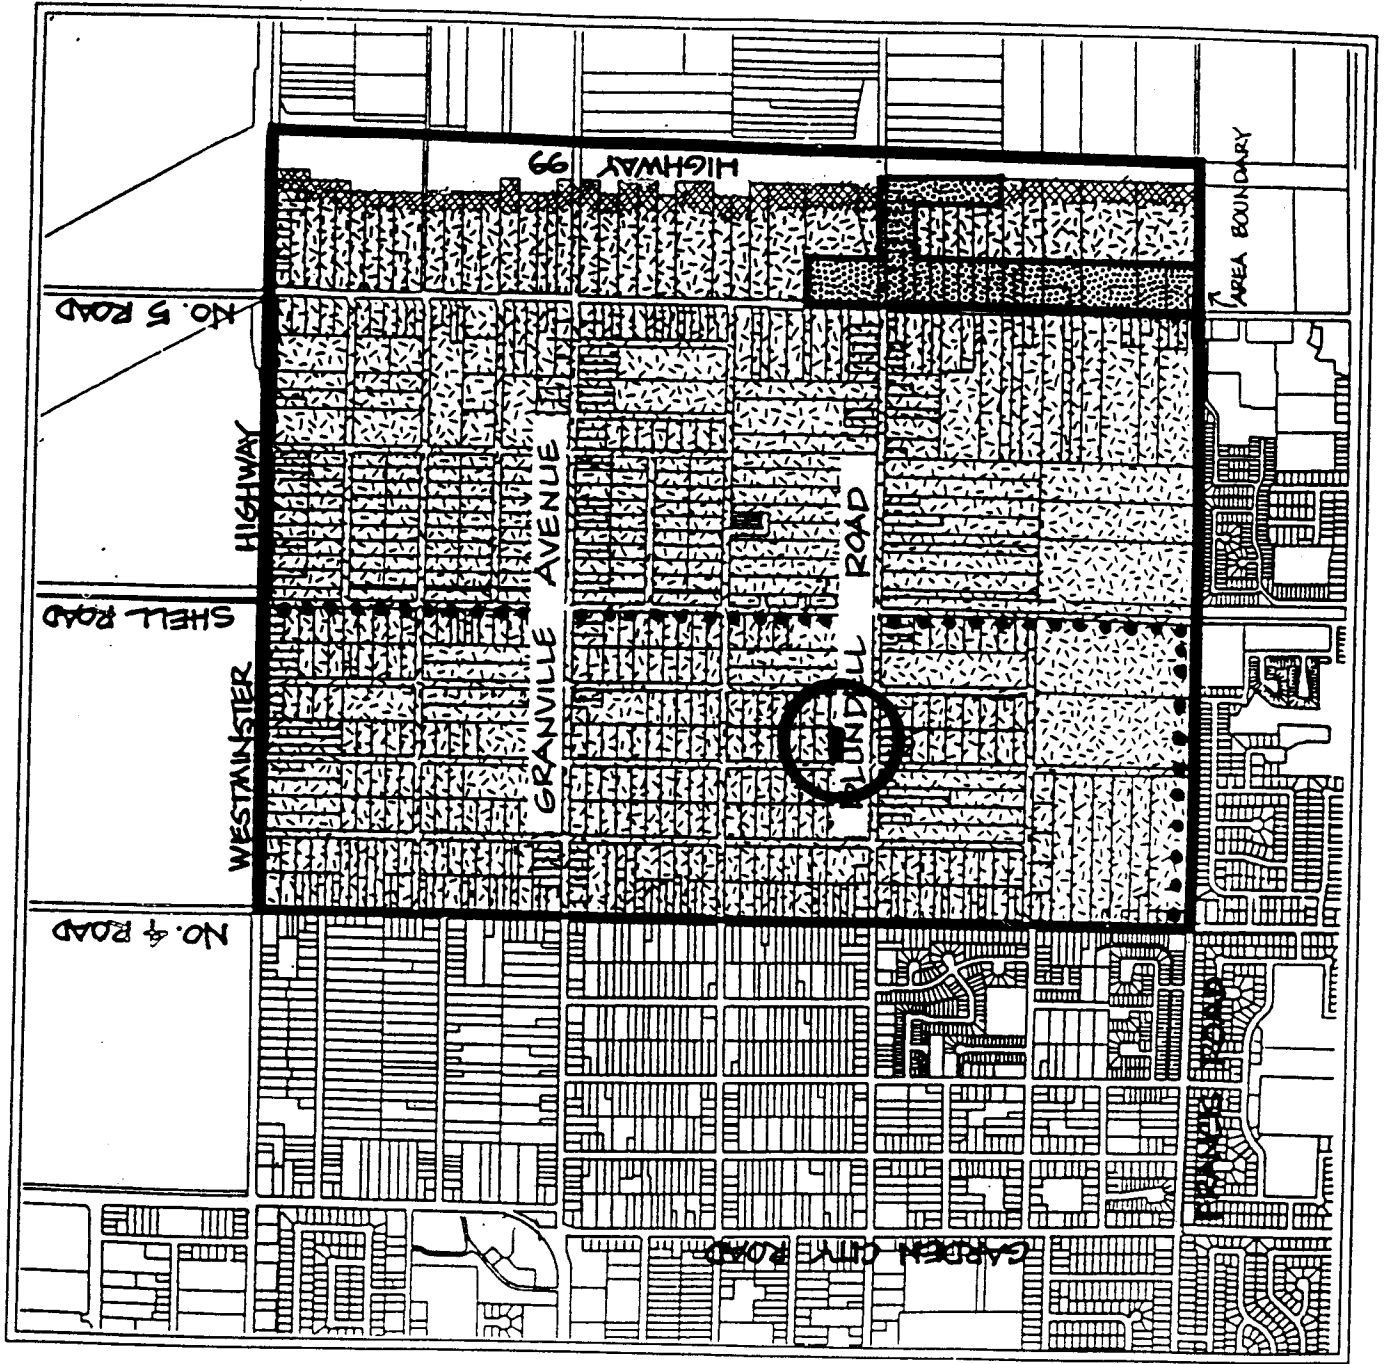 HIGHWAY 99
AREA BOUNDARY
NO. 5 ROAD
HIGHWAY
GRANVILLE AVENUE
BLUNDELL ROAD
SHELL ROAD
WESTMINSTER
NO. 4 ROAD
FRANCIS ROAD
GARDEN CITY ROAD